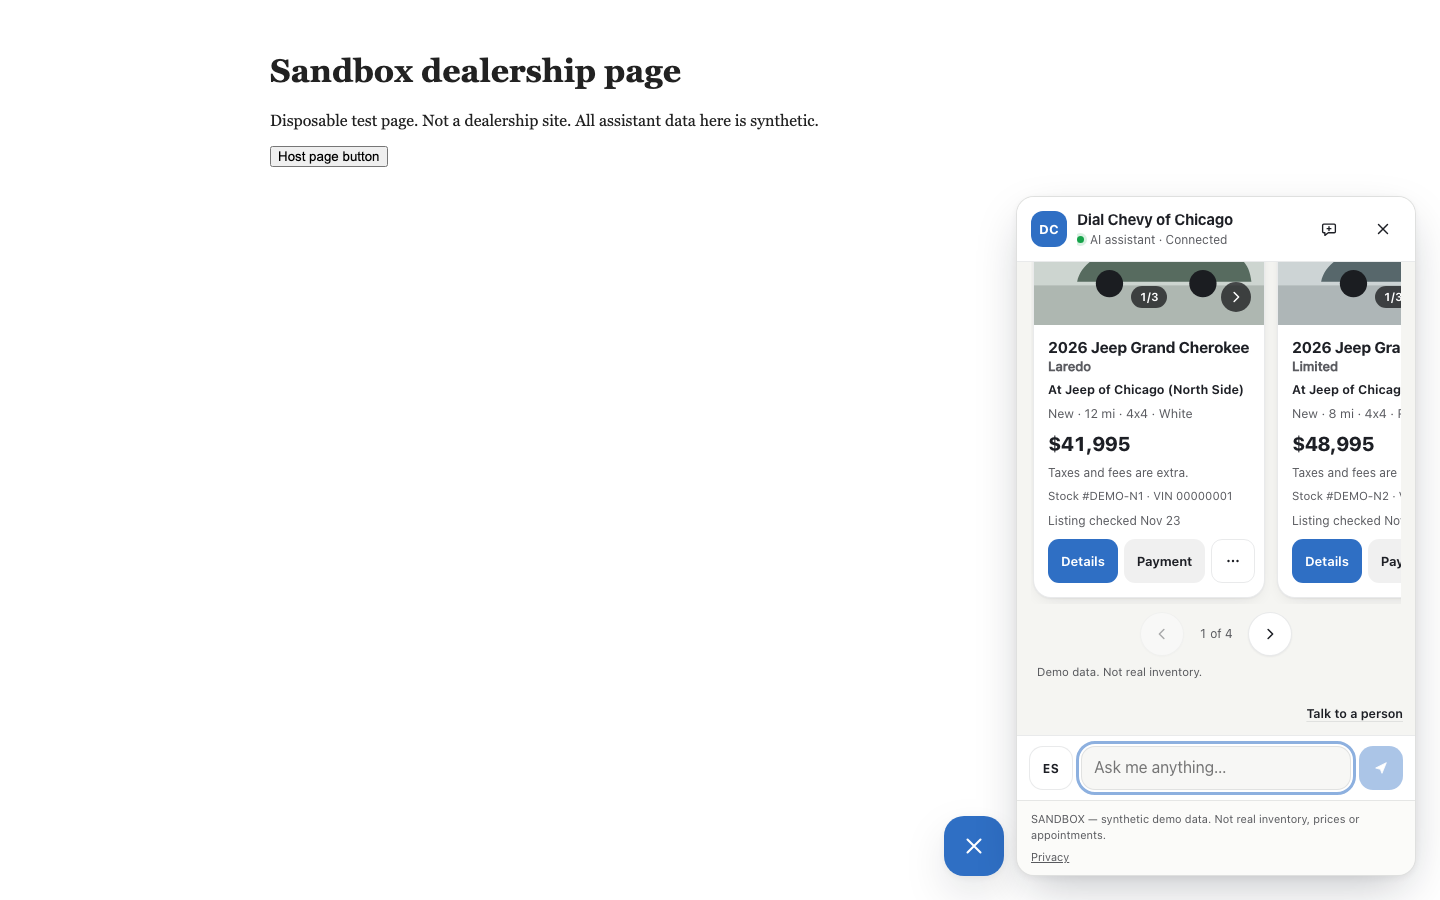 Sandbox dealership page
Disposable test page. Not a dealership site. All assistant data here is synthetic.
Host page button
DC
Dial Chevy of Chicago
AI assistant · Connected
1/3
2026 Jeep Grand Cherokee
Laredo
At Jeep of Chicago (North Side)
New · 12 mi · 4x4 · White
$41,995
Taxes and fees are extra.
Stock #DEMO-N1 · VIN 00000001
Listing checked Nov 23
Details
Payment
1/3
2026 Jeep
Limited
At Jeep of
New · 8 mi · 4x4 ·
$48,995
Taxes and fees are
Stock #DEMO-N2 ·
Listing checked
Details
1 of 4
Demo data. Not real inventory.
Talk to a person
ES
Ask me anything...
SANDBOX — synthetic demo data. Not real inventory, prices or
appointments.
Privacy